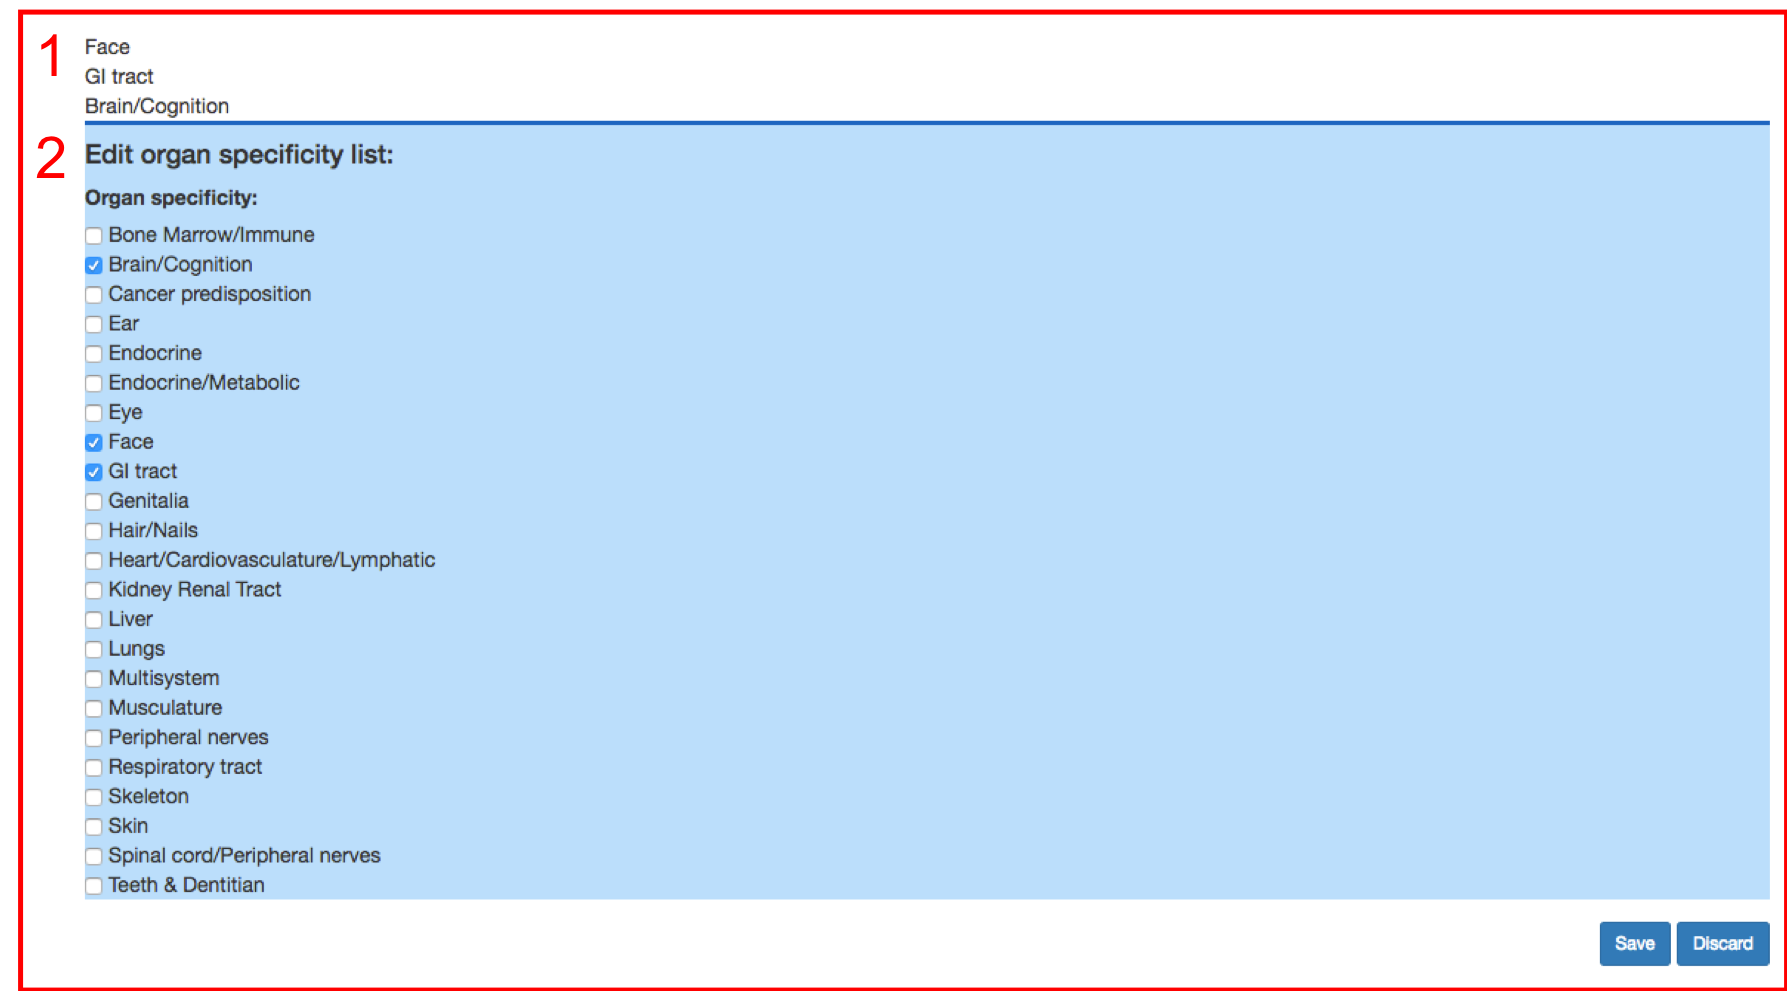 1
Face
GI tract
Brain/Cognition
2
Edit organ specificity list:
Organ specificity:
Bone Marrow/Immune
Brain/Cognition
Cancer predisposition
Ear
Endocrine
Endocrine/Metabolic
Eye
Face
GI tract
Genitalia
Hair/Nails
Heart/Cardiovasculature/Lymphatic
Kidney Renal Tract
Liver
Lungs
Multisystem
Musculature
Peripheral nerves
Respiratory tract
Skeleton
Skin
Spinal cord/Peripheral nerves
Teeth & Dentitian
Save Discard